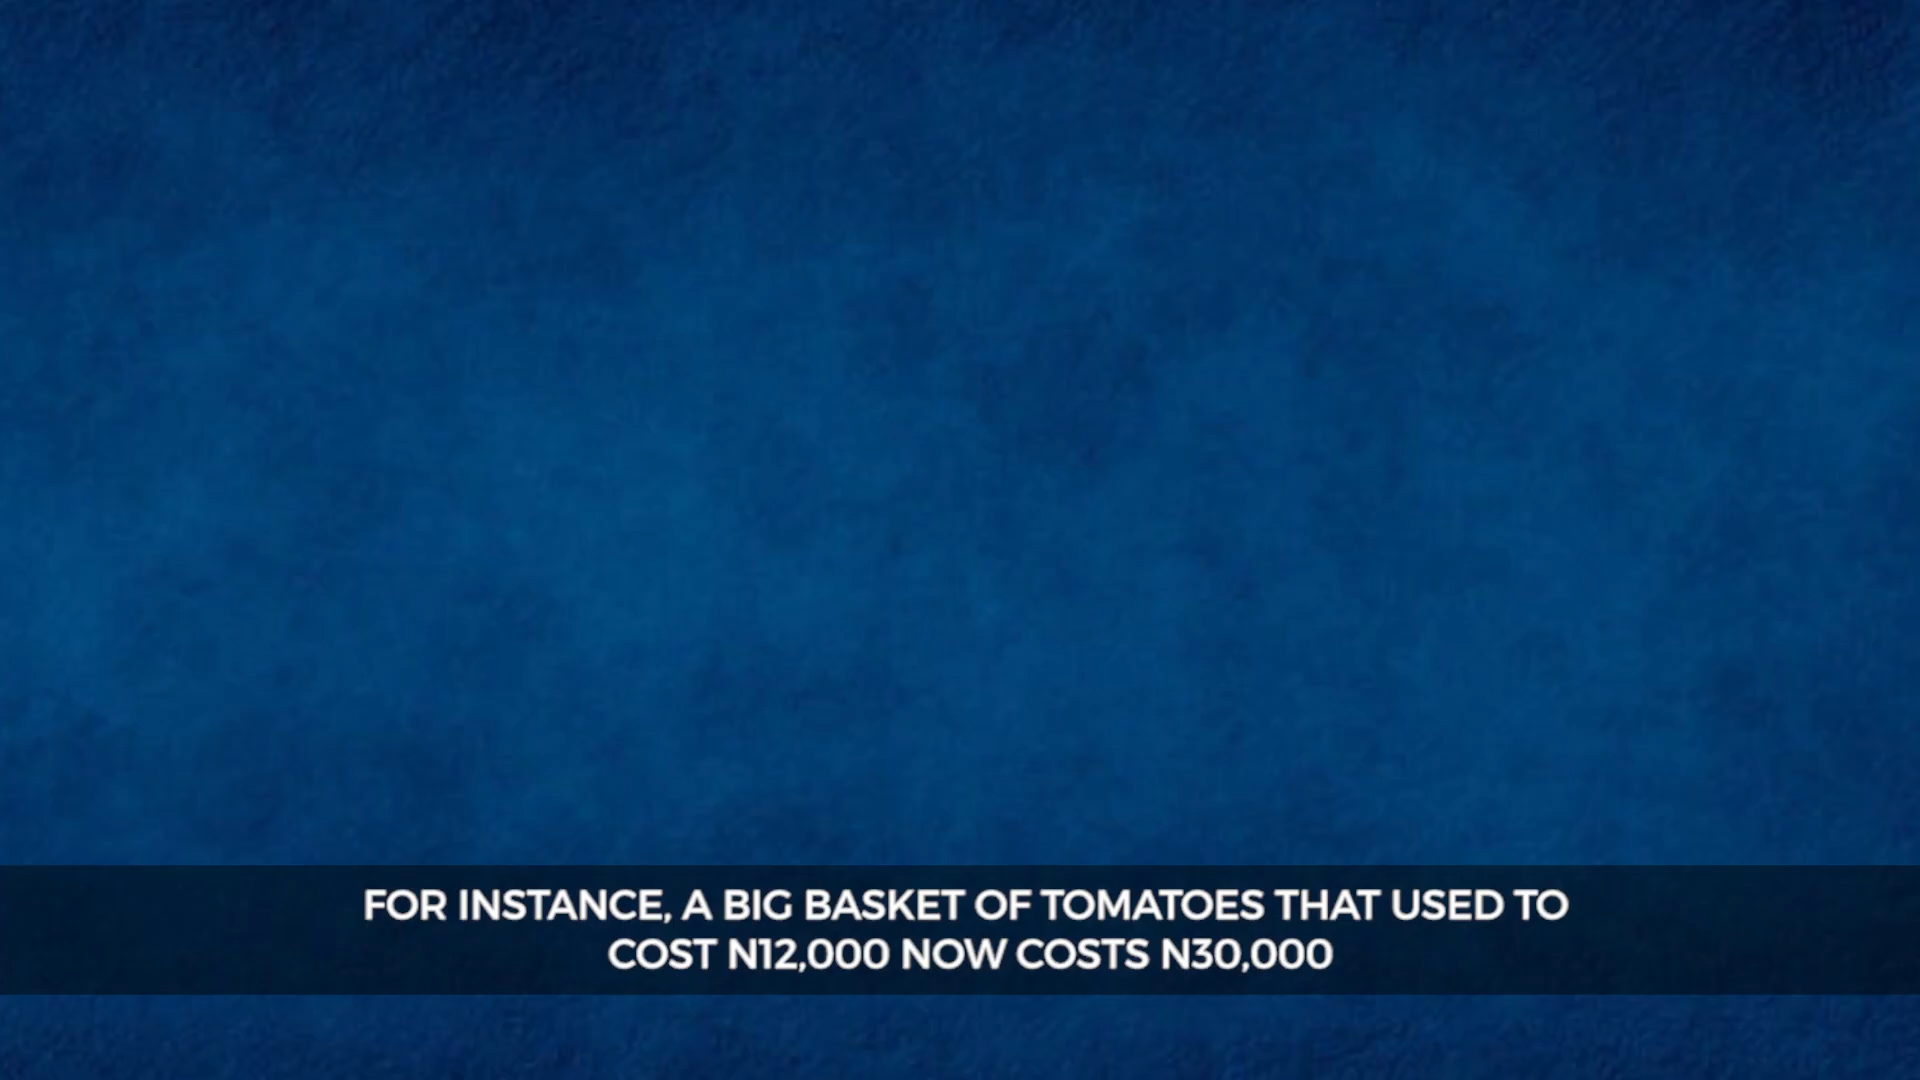 FOR INSTANCE, A BIG BASKET OF TOMATOES THAT USED TO
COST N12,000 NOW COSTS N30,000